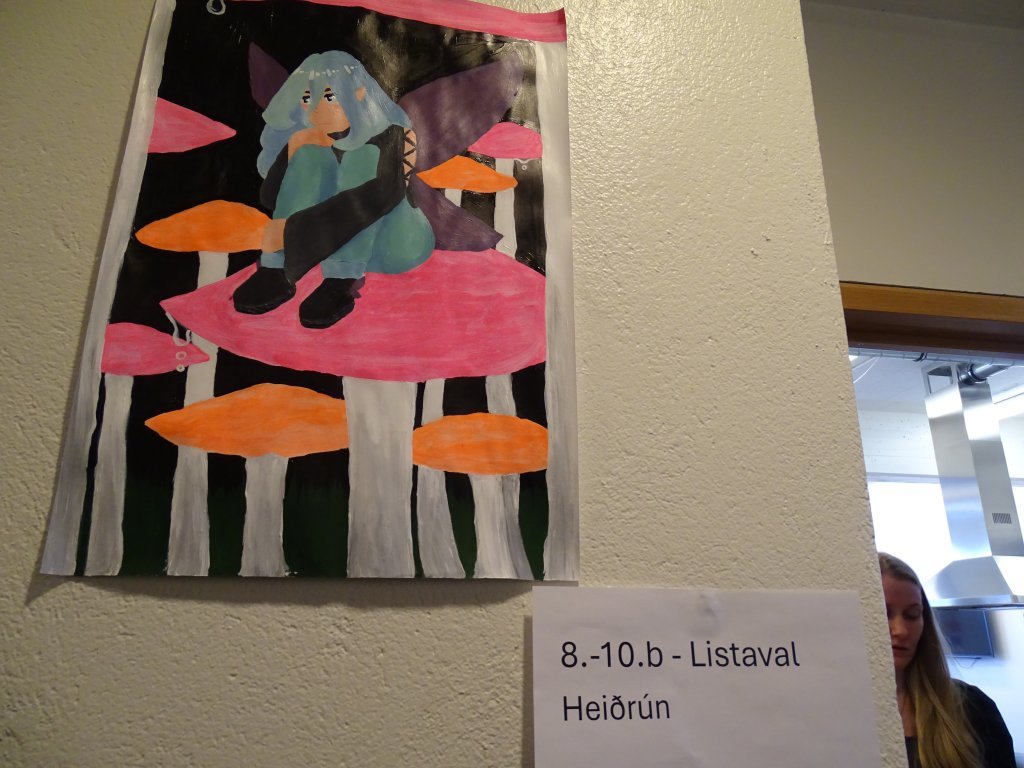 8.-10.b - Listaval
Heiðrún